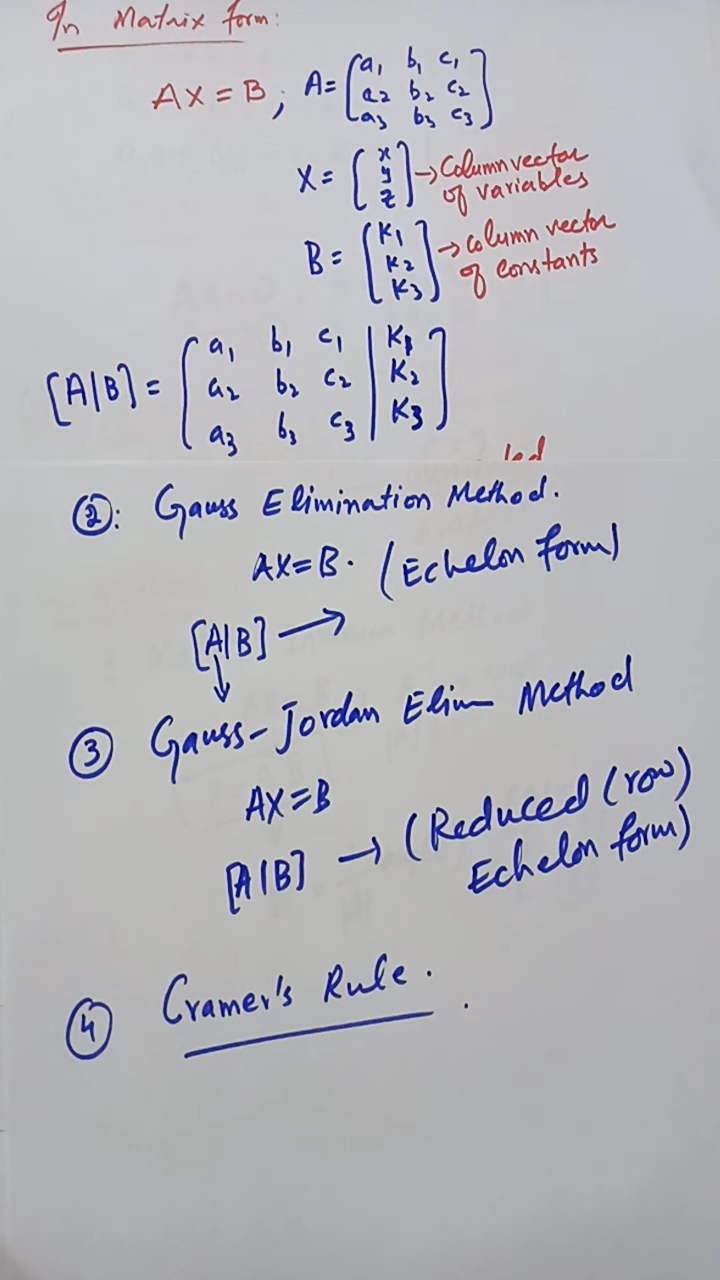 In Matrix form:
AX = B ; A = [a₁ b₁ c₁
a₂ b₂ c₂
a₃ b₃ c₃]
X = [x
y
z] → Column vector
of variables
B = [K₁
K₂
K₃] → column vector
of constants
[A|B] = [a₁ b₁ c₁ | K₁
a₂ b₂ c₂ | K₂
a₃ b₃ c₃ | K₃]
②: Gauss Elimination Method.
AX = B. (Echelon form)
[A|B] →
↓
③ Gauss-Jordan Elim Method
AX = B
[A|B] → (Reduced (row)
Echelon form)
④ Cramer's Rule.